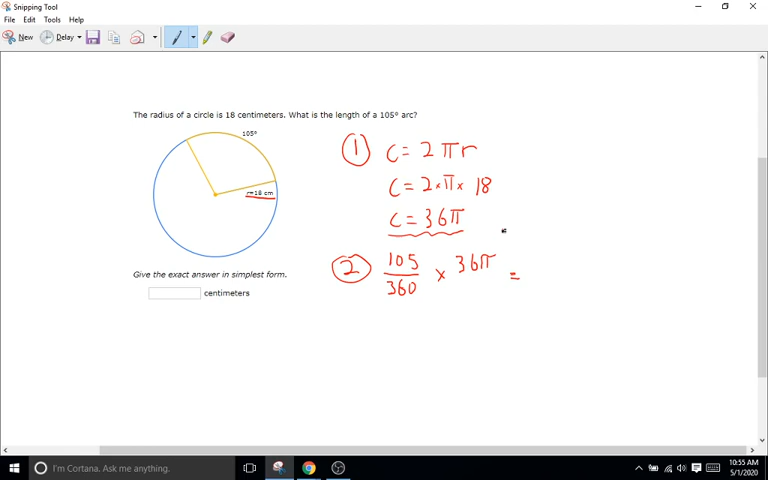 Snipping Tool
File Edit Tools Help
New Delay
The radius of a circle is 18 centimeters. What is the length of a 105° arc?
105°
r=18 cm
Give the exact answer in simplest form.
centimeters
1 C = 2πr
C = 2×π×18
C = 36π
2 105/360 × 36π =
I'm Cortana. Ask me anything.
10:55 AM
5/1/2020